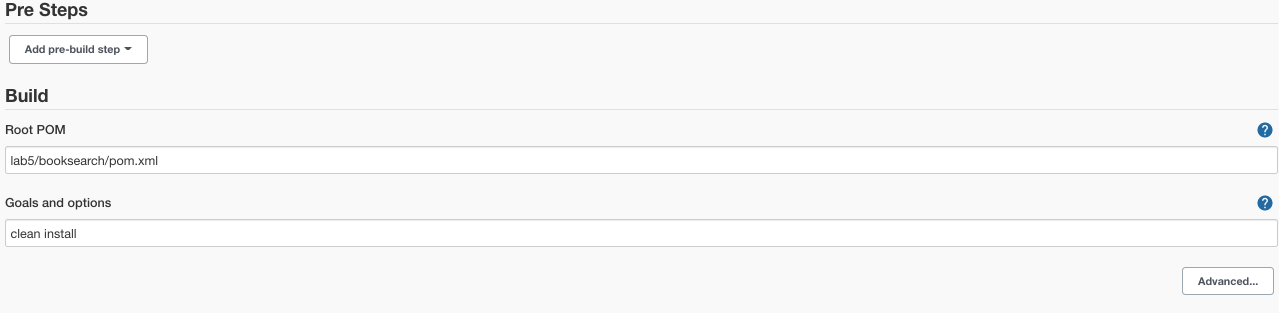 Pre Steps
Add pre-build step
Build
Root POM
?
lab5/booksearch/pom.xml
Goals and options
?
clean install
Advanced...